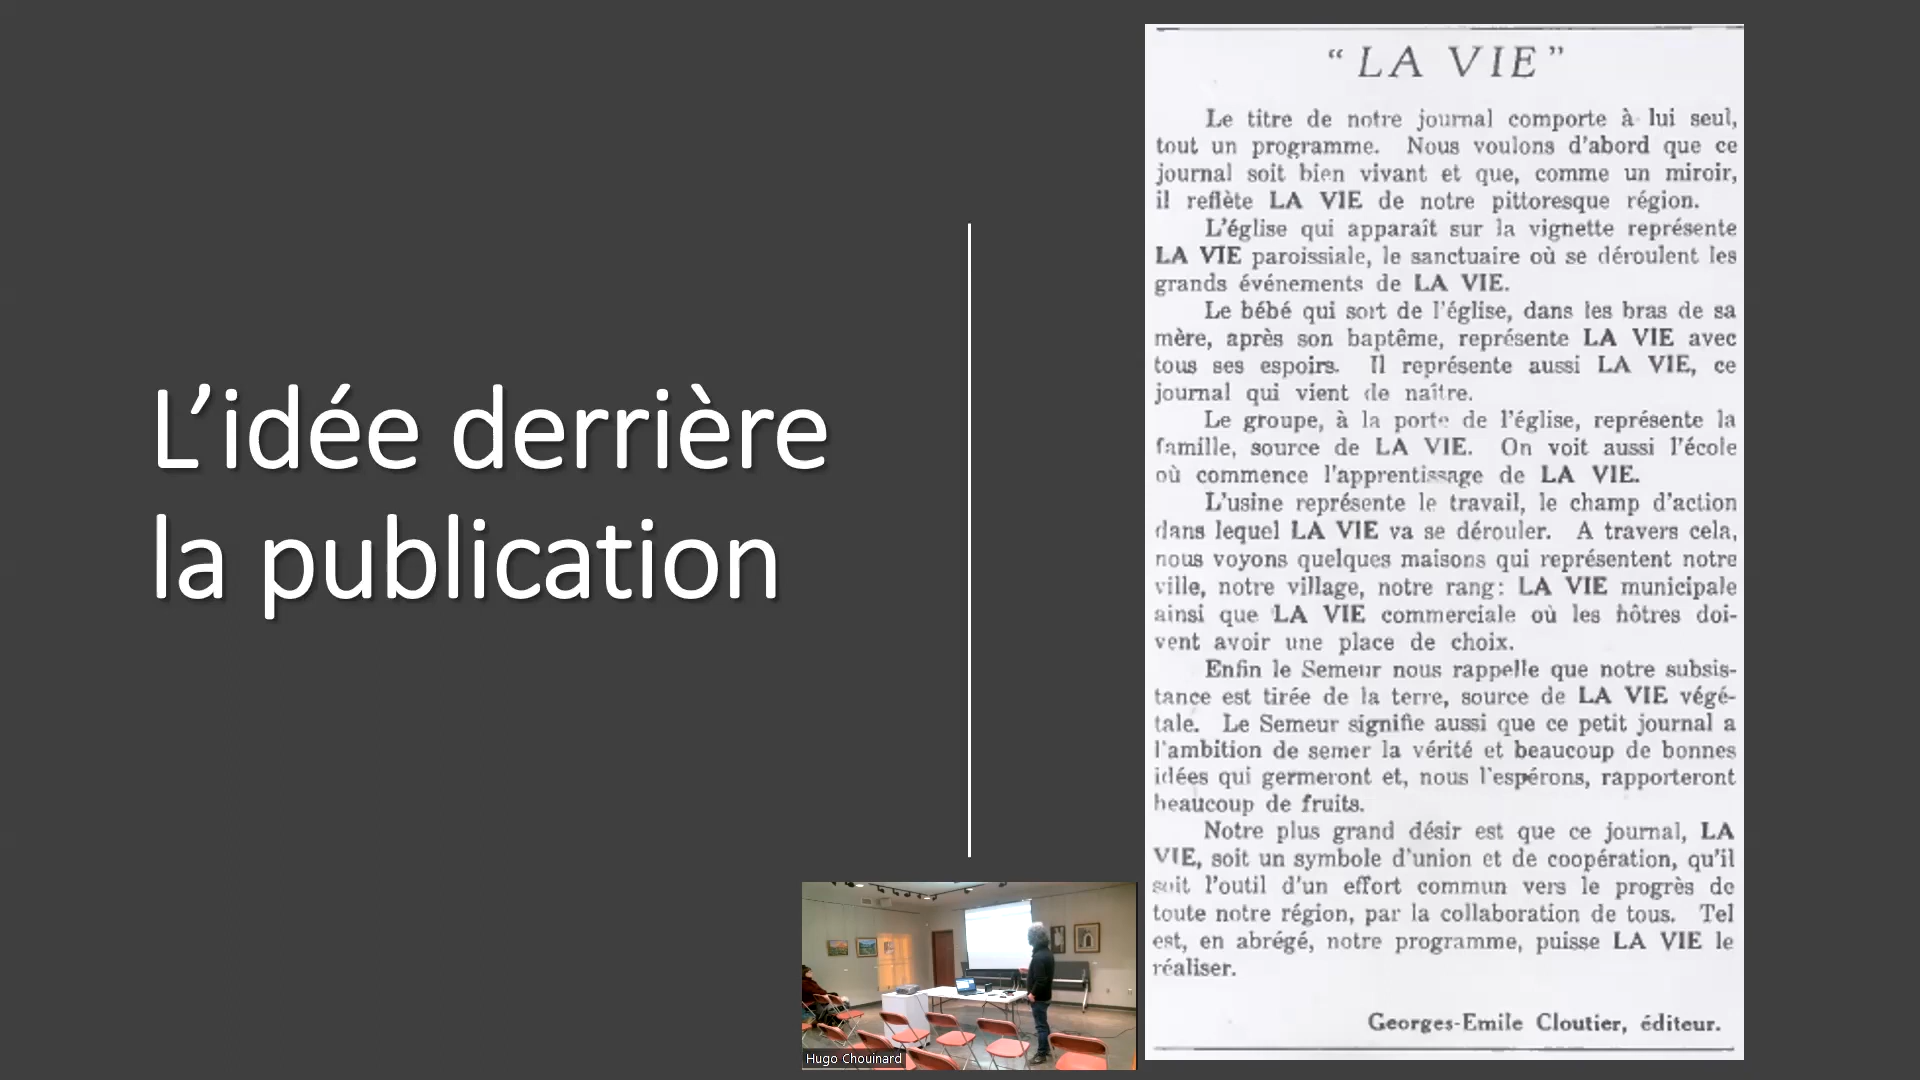 L’idée derrière
la publication
“LA VIE”
Le titre de notre journal comporte à lui seul,
tout un programme. Nous voulons d’abord que ce
journal soit bien vivant et que, comme un miroir,
il reflète LA VIE de notre pittoresque région.
L’église qui apparaît sur la vignette représente
LA VIE paroissiale, le sanctuaire où se déroulent les
grands événements de LA VIE.
Le bébé qui sort de l’église, dans les bras de sa
mère, après son baptême, représente LA VIE avec
tous ses espoirs. Il représente aussi LA VIE, ce
journal qui vient de naître.
Le groupe, à la porte de l’église, représente la
famille, source de LA VIE. On voit aussi l’école
où commence l’apprentissage de LA VIE.
L’usine représente le travail, le champ d’action
dans lequel LA VIE va se dérouler. A travers cela,
nous voyons quelques maisons qui représentent notre
ville, notre village, notre rang: LA VIE municipale
ainsi que LA VIE commerciale où les nôtres doi-
vent avoir une place de choix.
Enfin le Semeur nous rappelle que notre subsis-
tance est tirée de la terre, source de LA VIE végé-
tale. Le Semeur signifie aussi que ce petit journal a
l’ambition de semer la vérité et beaucoup de bonnes
idées qui germeront et, nous l’espérons, rapporteront
beaucoup de fruits.
Notre plus grand désir est que ce journal, LA
VIE, soit un symbole d’union et de coopération, qu’il
soit l’outil d’un effort commun vers le progrès de
toute notre région, par la collaboration de tous. Tel
est, en abrégé, notre programme, puisse LA VIE le
réaliser.
Georges-Emile Cloutier, éditeur.
Hugo Chouinard